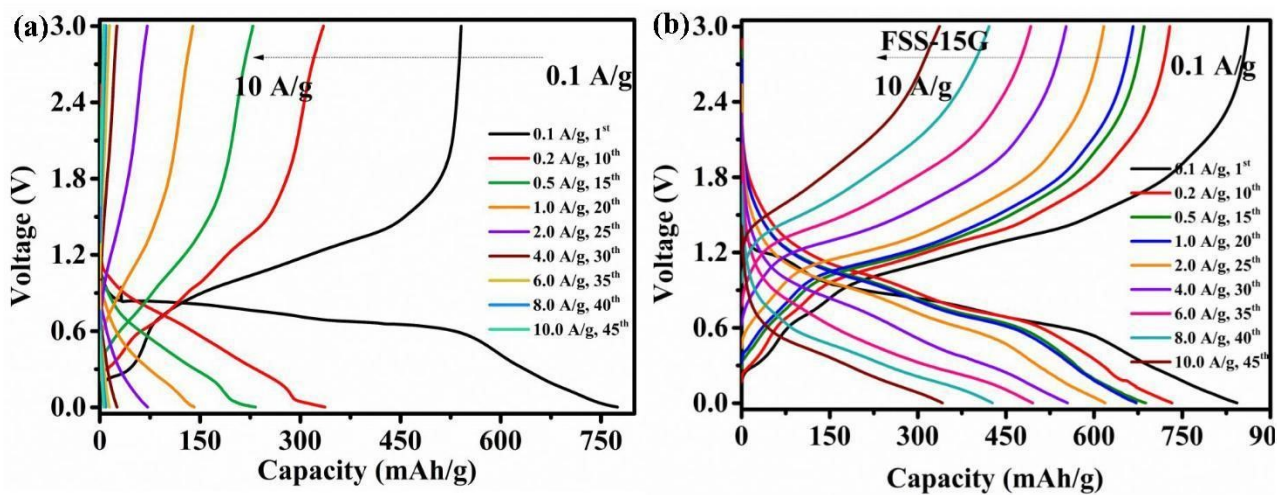 (a)
3.0
2.4
1.8
1.2
0.6
0.0
Voltage (V)
10 A/g
0.1 A/g
0.1 A/g, 1st
0.2 A/g, 10th
0.5 A/g, 15th
1.0 A/g, 20th
2.0 A/g, 25th
4.0 A/g, 30th
6.0 A/g, 35th
8.0 A/g, 40th
10.0 A/g, 45th
0 150 300 450 600 750
Capacity (mAh/g)
(b)
3.0
2.4
1.8
1.2
0.6
0.0
Voltage (V)
FSS-15G
10 A/g
0.1 A/g
0.1 A/g, 1st
0.2 A/g, 10th
0.5 A/g, 15th
1.0 A/g, 20th
2.0 A/g, 25th
4.0 A/g, 30th
6.0 A/g, 35th
8.0 A/g, 40th
10.0 A/g, 45th
0 150 300 450 600 750 90
Capacity (mAh/g)